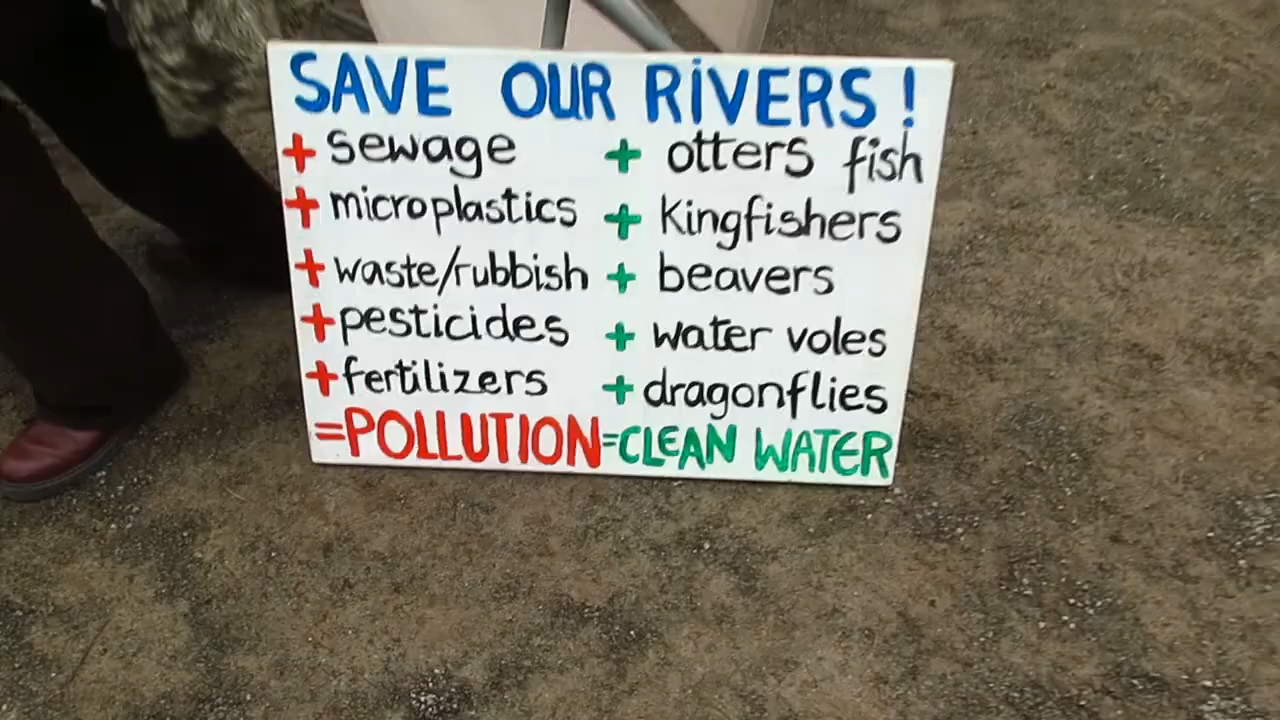 SAVE OUR RIVERS!
+ sewage
+ microplastics
+ waste/rubbish
+ pesticides
+ fertilizers
=POLLUTION
+ otters fish
+ Kingfishers
+ beavers
+ water voles
+ dragonflies
=CLEAN WATER